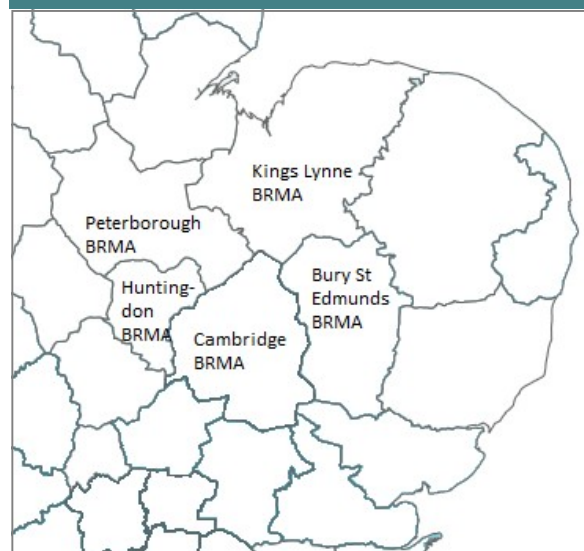 Kings Lynne
BRMA
Peterborough
BRMA
Bury St
Edmunds
BRMA
Hunting-
don
BRMA
Cambridge
BRMA